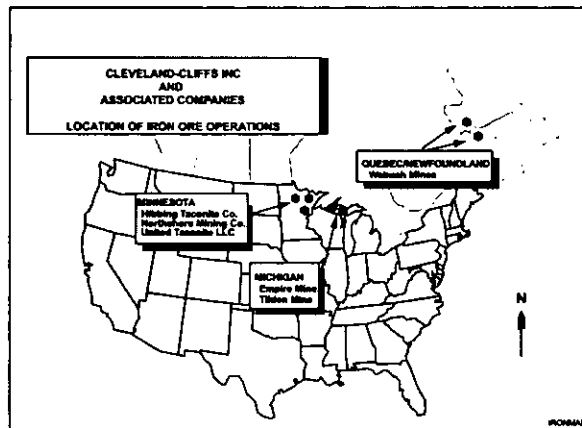 CLEVELAND-CLIFFS INC
AND
ASSOCIATED COMPANIES
LOCATION OF IRON ORE OPERATIONS
QUEBEC/NEWFOUNDLAND
Wabush Mines
MINNESOTA
Hibbing Taconite Co.
Northshore Mining Co.
United Taconite LLC
MICHIGAN
Empire Mine
Tilden Mine
N